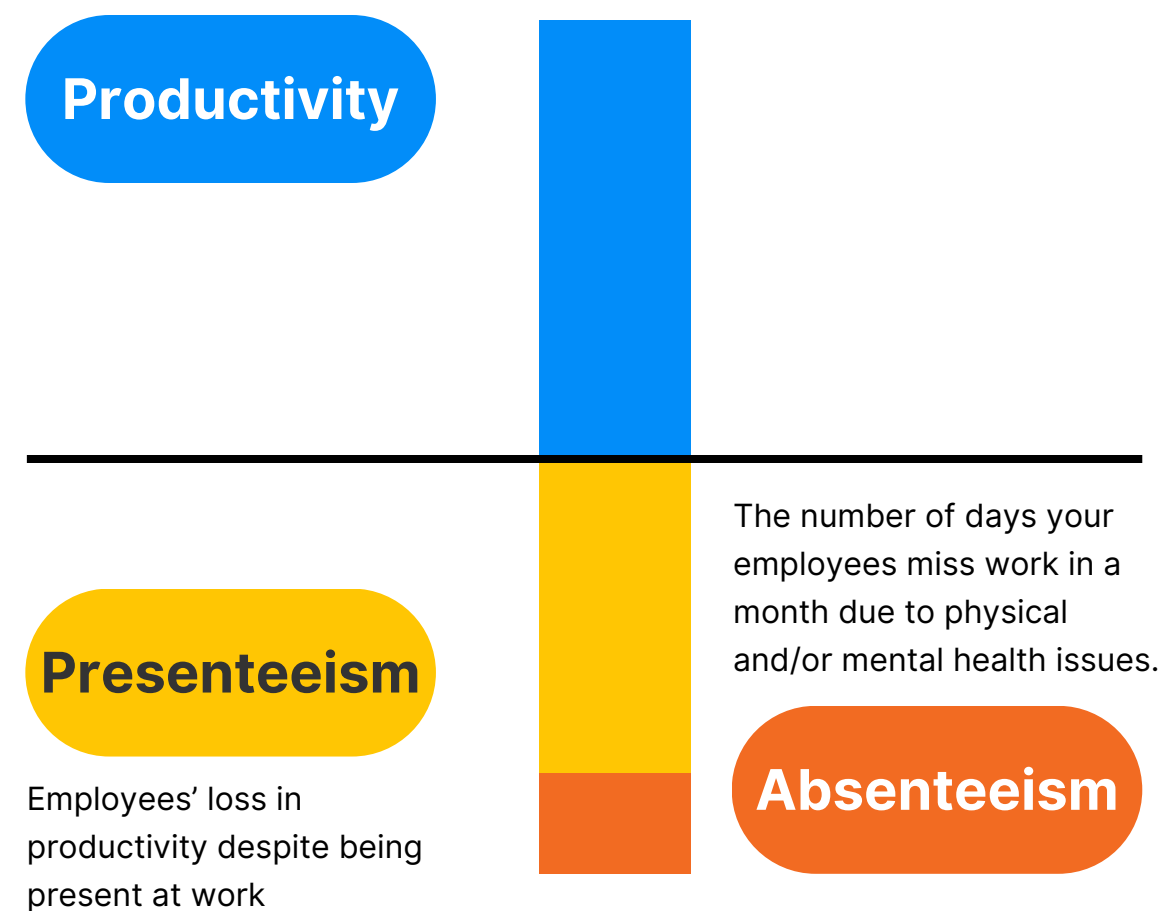 Productivity
The number of days your
employees miss work in a
month due to physical
and/or mental health issues.
Presenteeism
Absenteeism
Employees’ loss in
productivity despite being
present at work